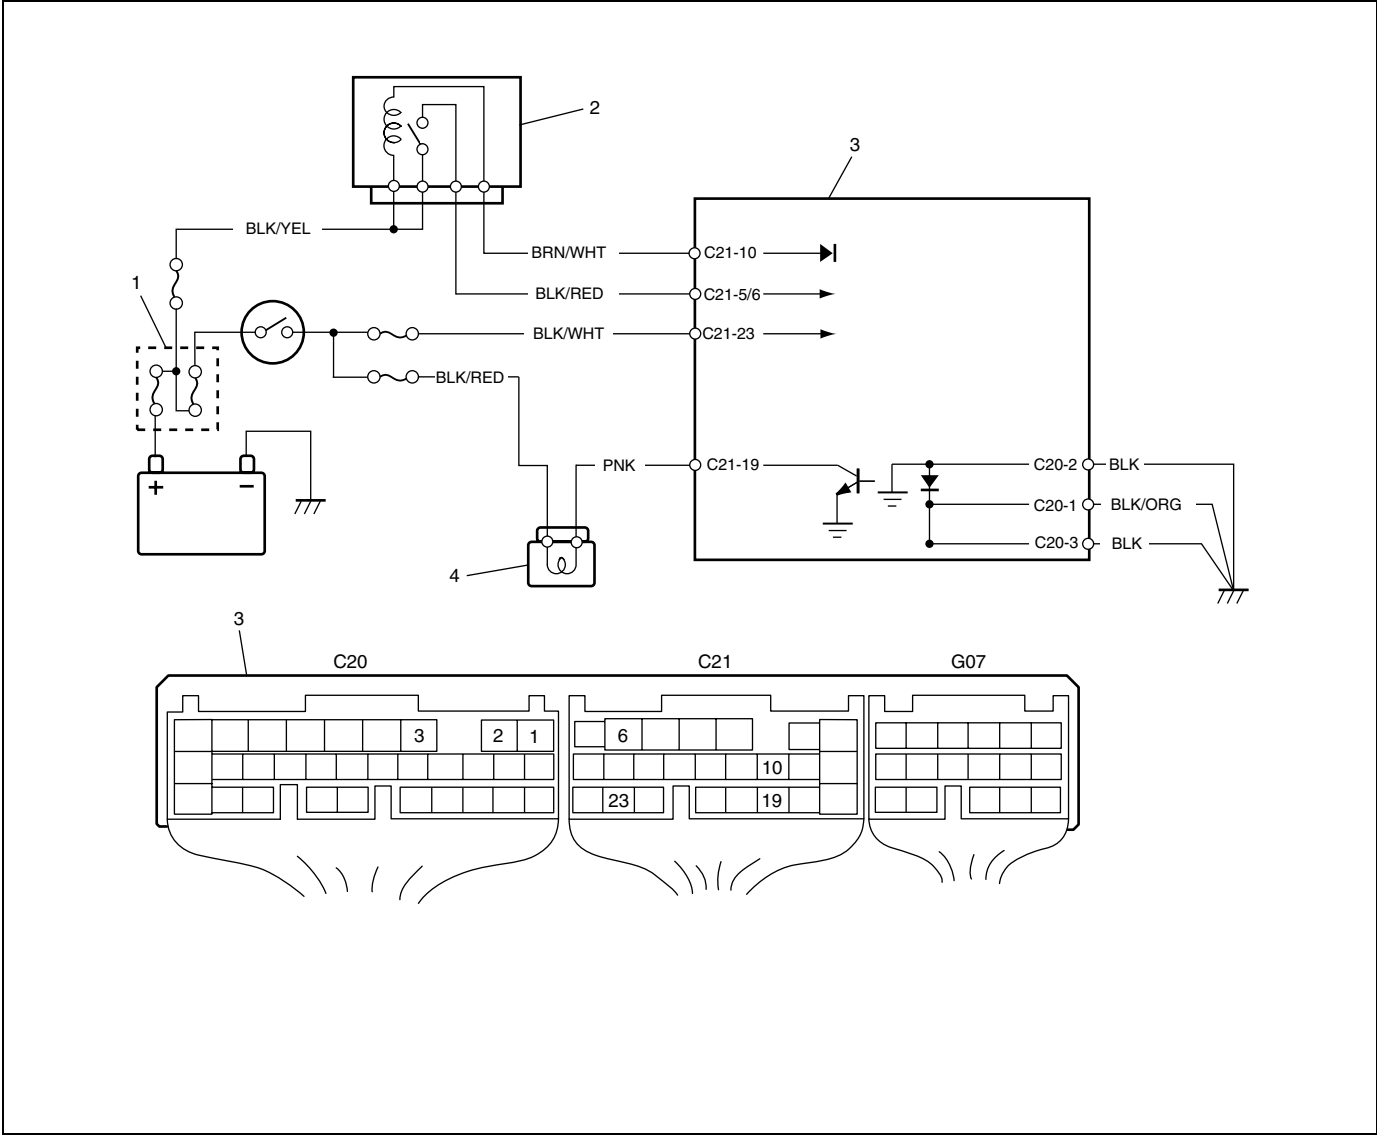 2
3
BLK/YEL
BRN/WHT
C21-10
1
BLK/RED
C21-5/6
BLK/WHT
C21-23
BLK/RED
PNK
C21-19
C20-2
BLK
+
−
C20-1
BLK/ORG
C20-3
BLK
4
3
C20
C21
G07
3
2
1
6
10
23
19